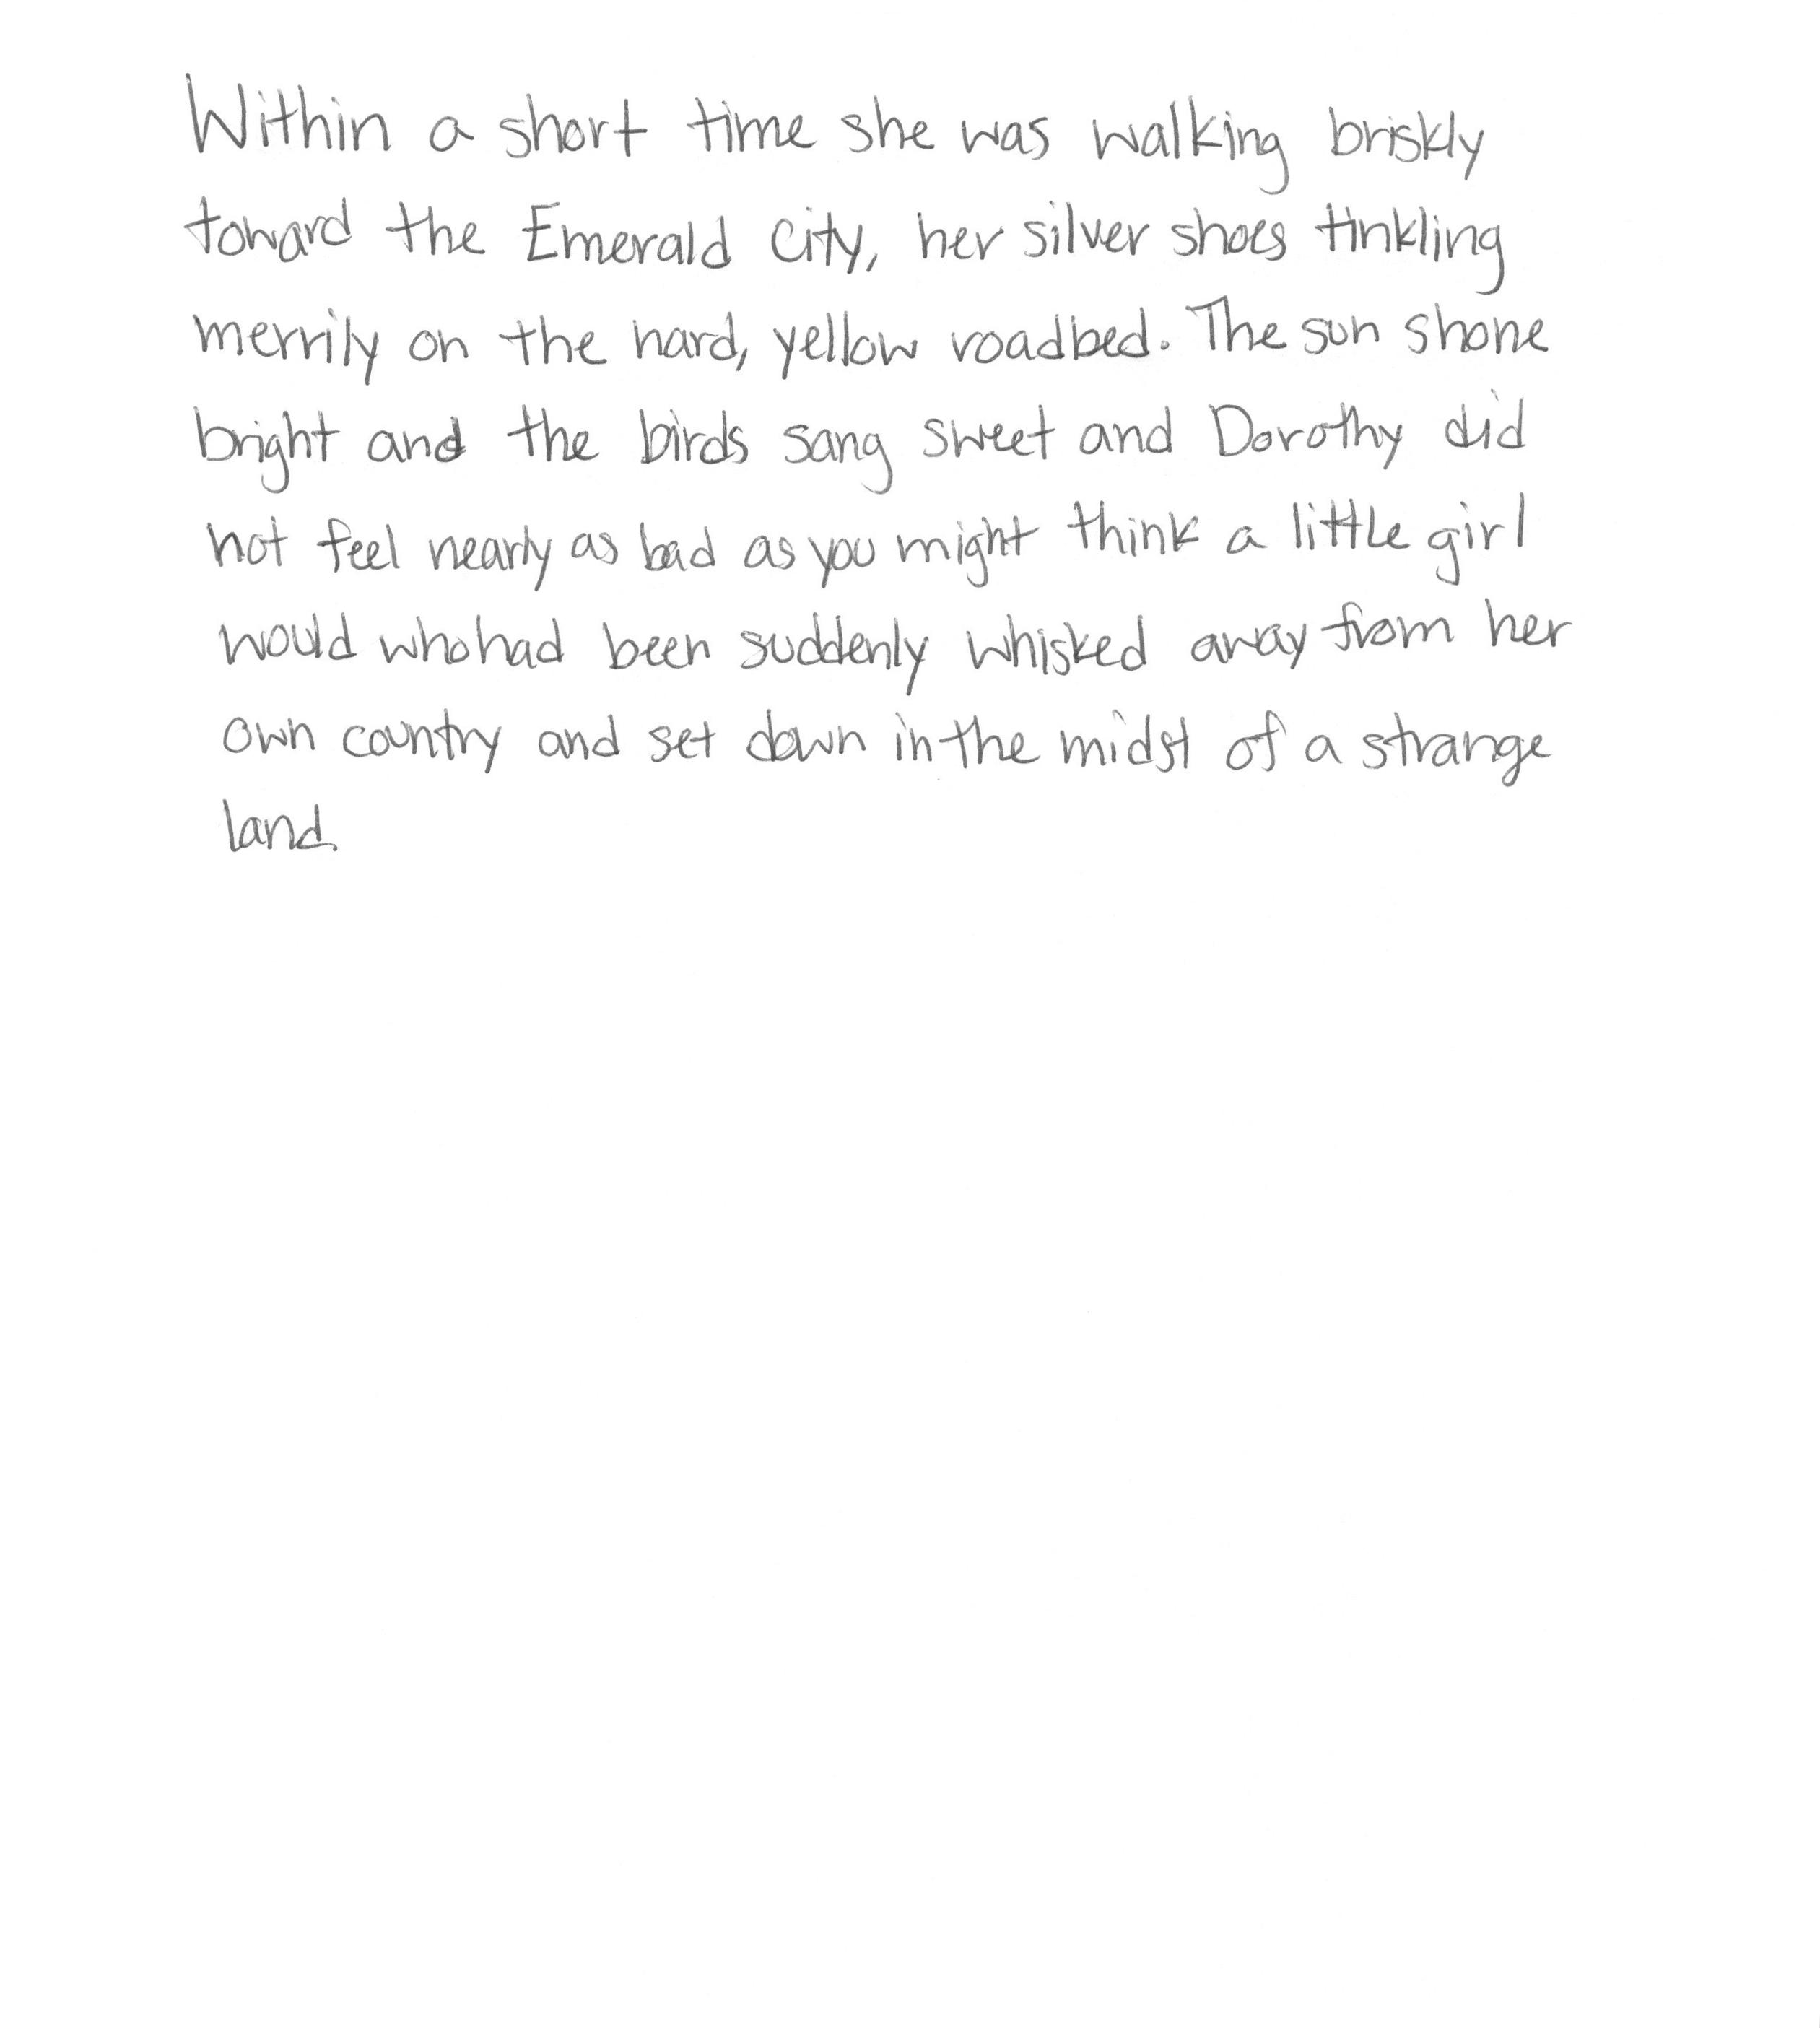 Within a short time she was walking briskly
toward the Emerald City, her silver shoes tinkling
merrily on the hard, yellow roadbed. The sun shone
bright and the birds sang sweet and Dorothy did
not feel nearly as bad as you might think a little girl
would who had been suddenly whisked away from her
own country and set down in the midst of a strange
land.